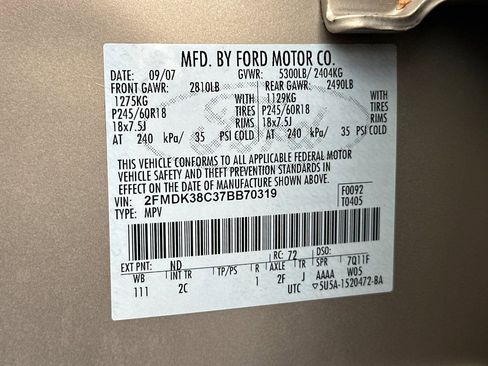 MFD. BY FORD MOTOR CO.
DATE: 09/07 GVWR: 5300LB/ 2404KG
FRONT GAWR: 2810LB REAR GAWR: 2490LB
1275KG WITH 1129KG WITH
P245/60R18 TIRES P245/60R18 TIRES
18x7.5J RIMS 18x7.5J RIMS
AT 240 kPa/ 35 PSI COLD AT 240 kPa/ 35 PSI COLD
THIS VEHICLE CONFORMS TO ALL APPLICABLE FEDERAL MOTOR
VEHICLE SAFETY AND THEFT PREVENTION STANDARDS IN
EFFECT ON THE DATE OF MANUFACTURE SHOWN ABOVE.
VIN: 2FMDK38C37BB70319 F0092
TYPE: MPV T0405
EXT PNT: ND RC: 72 DSO:
WB INT TR TP/PS R AXLE TR SPR 7Q11F
111 2C 1 2F J AAAA W05
UTC ▽5U5A-1520472-BA